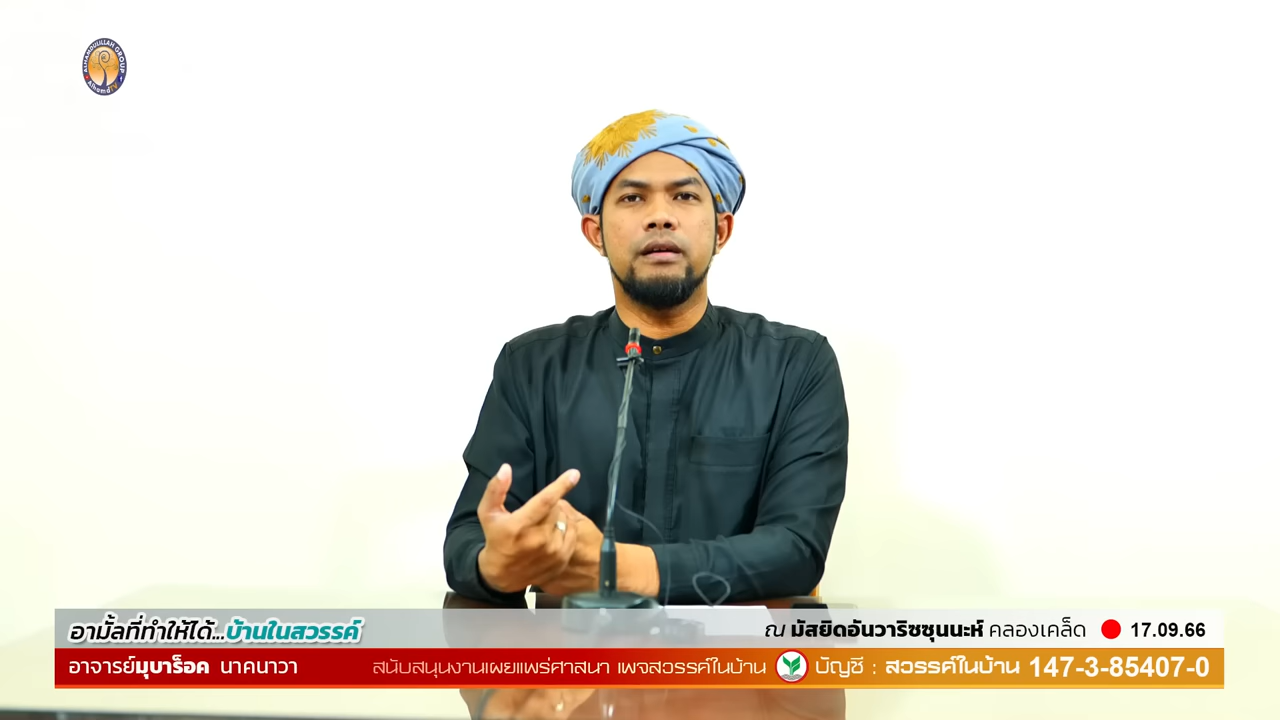 ALHAMDULILLAH GROUP
Alhamd TV
อามั้ลที่ทำให้ได้...บ้านในสวรรค์
ณ มัสยิดอันวาริซซุนนะห์ คลองเคล็ด 17.09.66
อาจารย์มุบาร็อค นาคนาวา
สนับสนุนงานเผยแพร่ศาสนา เพจสวรรค์ในบ้าน บัญชี : สวรรค์ในบ้าน 147-3-85407-0